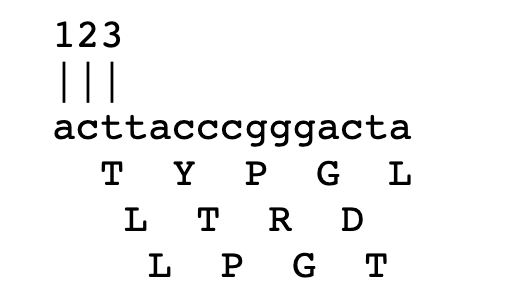 123
|||
acttacccgggacta
T Y P G L
L T R D
L P G T